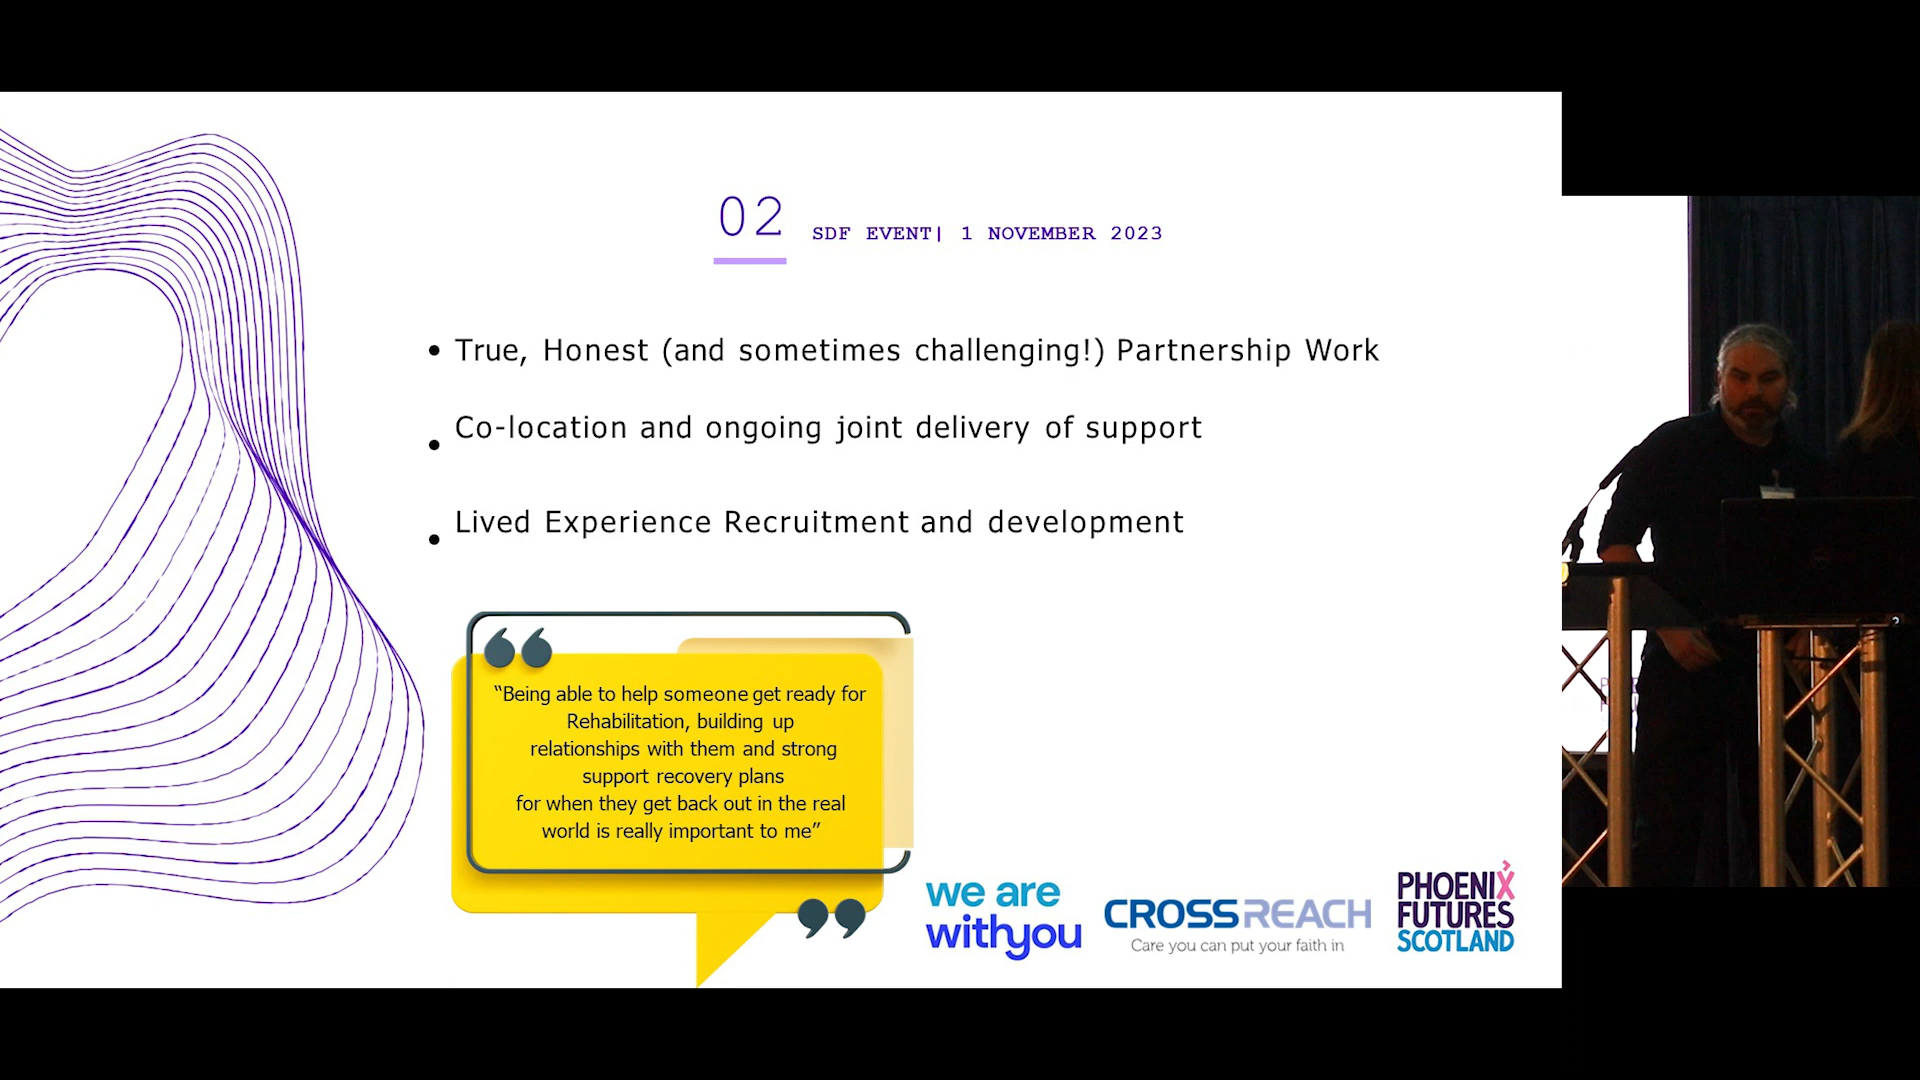 02 SDF EVENT| 1 NOVEMBER 2023
• True, Honest (and sometimes challenging!) Partnership Work
• Co-location and ongoing joint delivery of support
• Lived Experience Recruitment and development
“Being able to help someone get ready for
Rehabilitation, building up
relationships with them and strong
support recovery plans
for when they get back out in the real
world is really important to me”
we are
withyou
CROSSREACH
Care you can put your faith in
PHOENIX
FUTURES
SCOTLAND